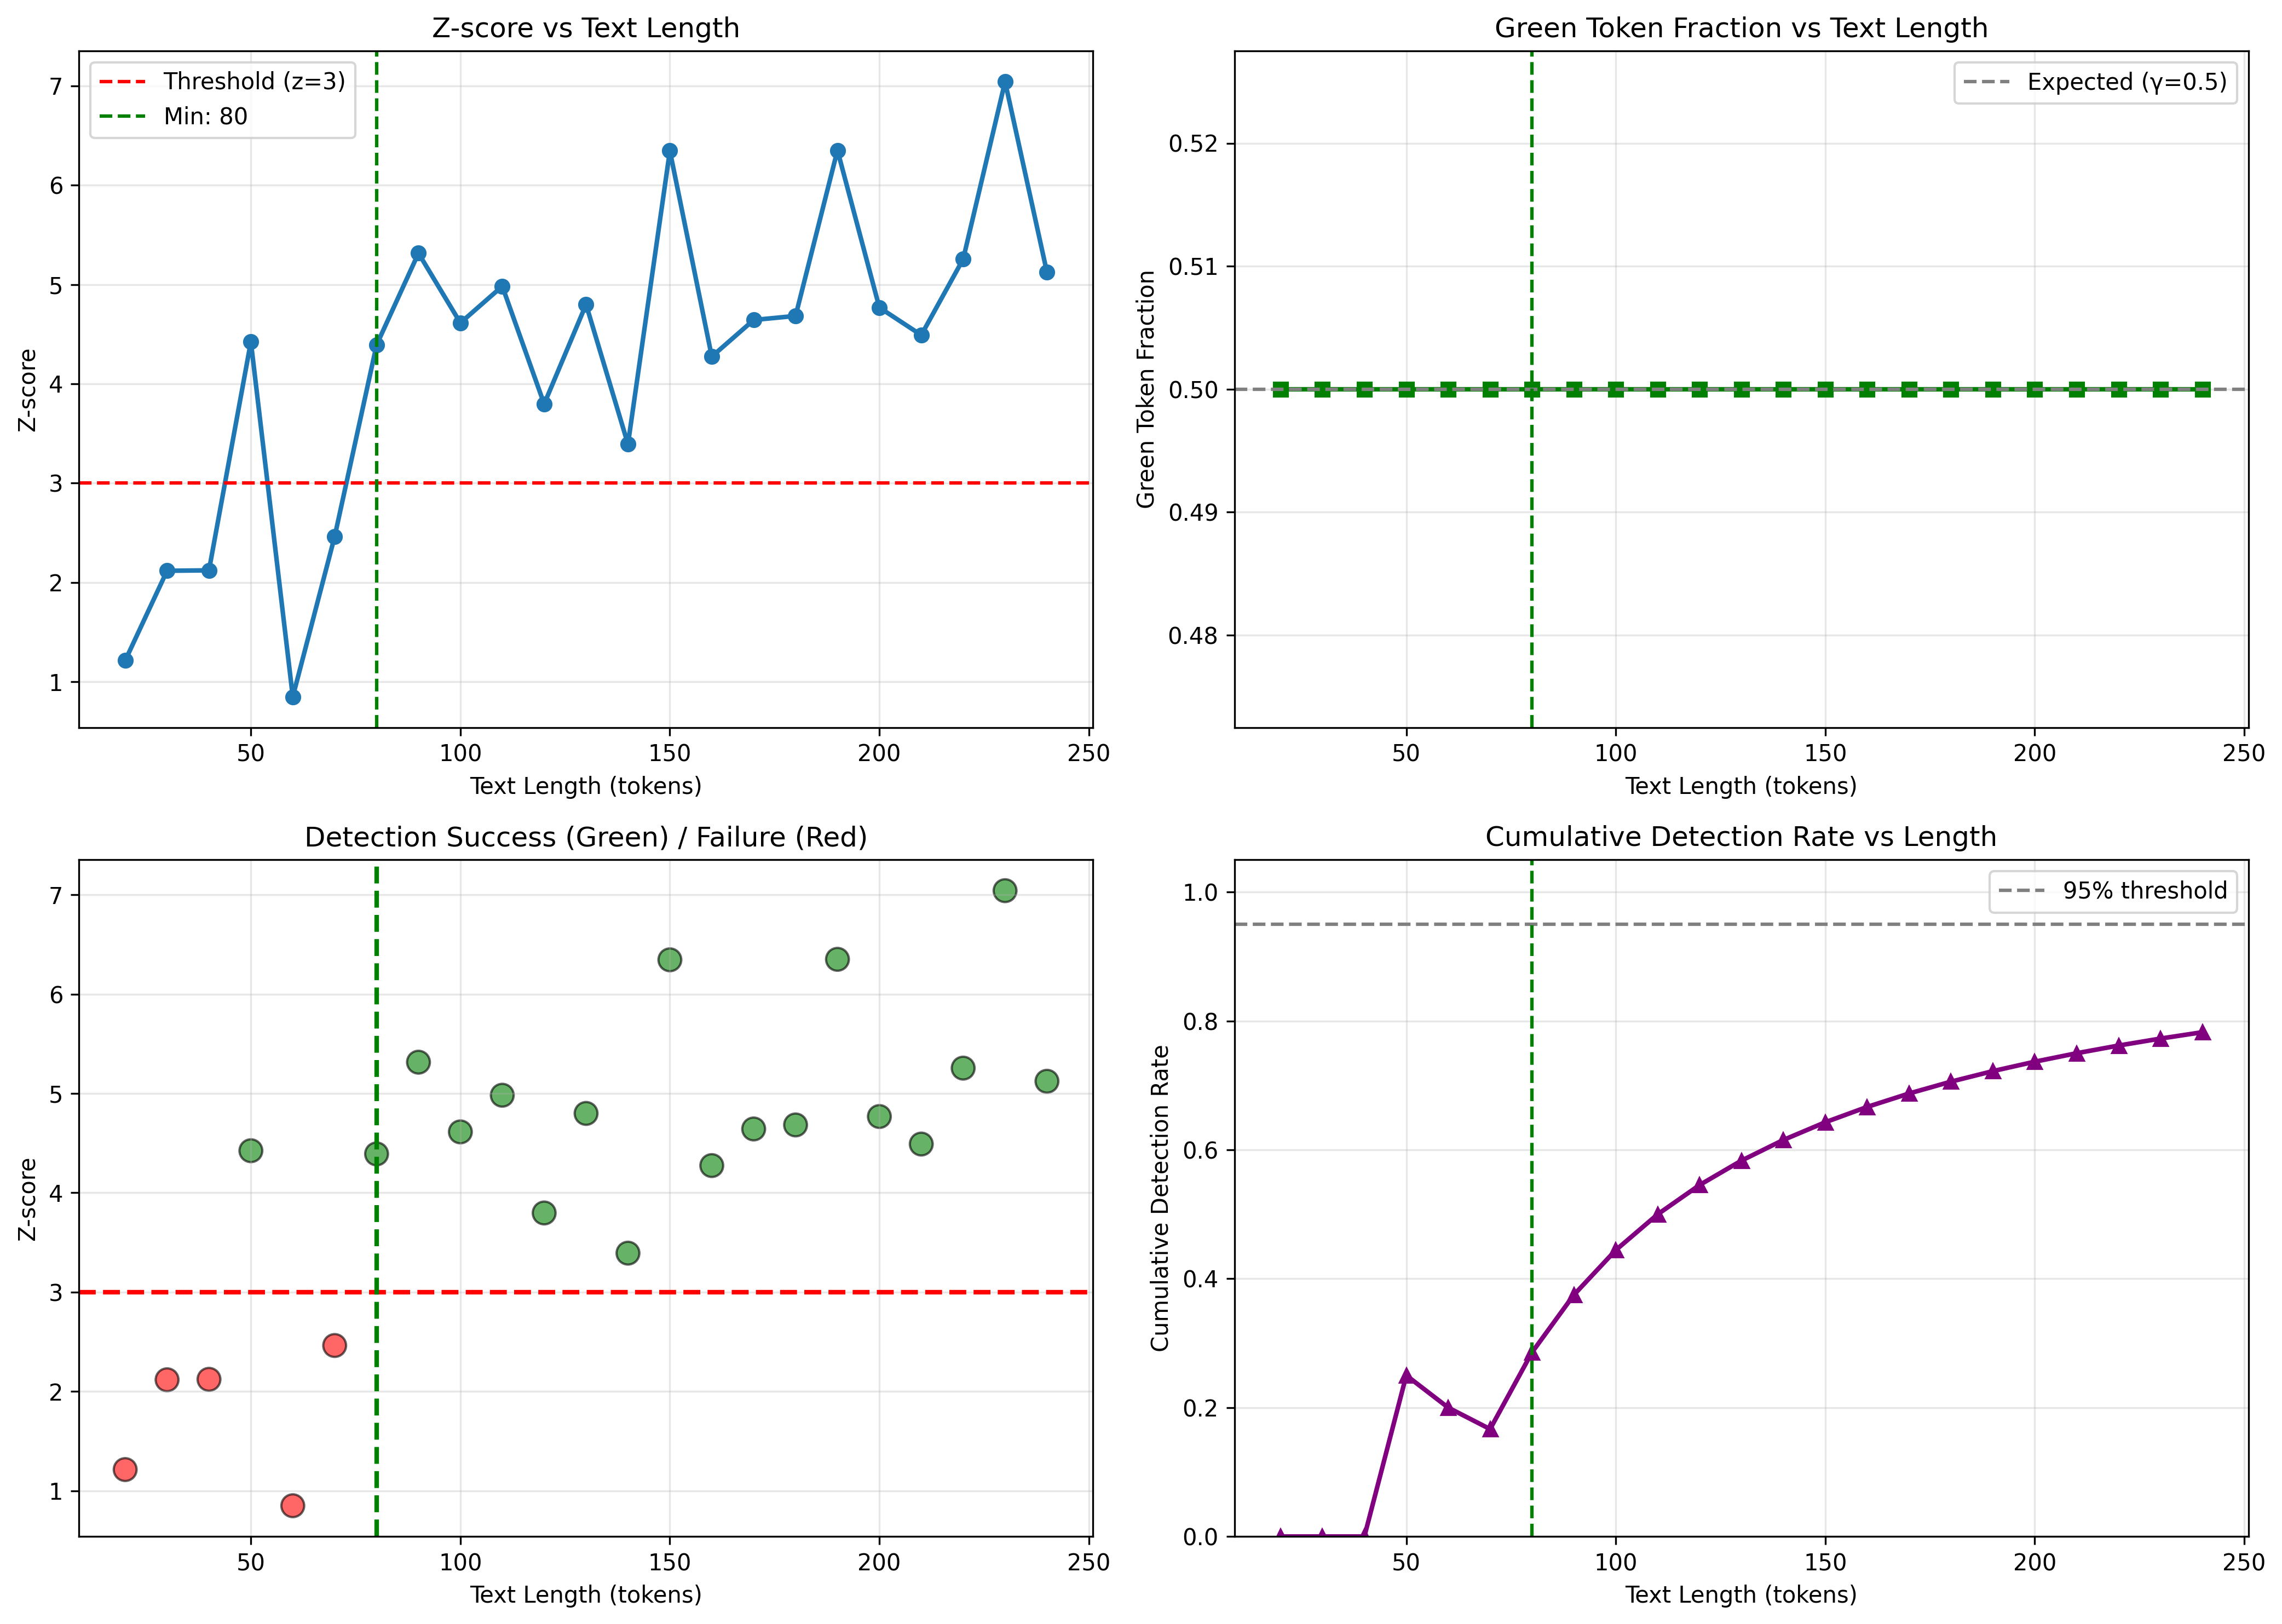 Z-score vs Text Length
Threshold (z=3)
Min: 80
Z-score
7
6
5
4
3
2
1
50 100 150 200 250
Text Length (tokens)
Green Token Fraction vs Text Length
Expected (γ=0.5)
Green Token Fraction
0.52
0.51
0.50
0.49
0.48
50 100 150 200 250
Text Length (tokens)
Detection Success (Green) / Failure (Red)
Z-score
7
6
5
4
3
2
1
50 100 150 200 250
Text Length (tokens)
Cumulative Detection Rate vs Length
95% threshold
Cumulative Detection Rate
1.0
0.8
0.6
0.4
0.2
0.0
50 100 150 200 250
Text Length (tokens)